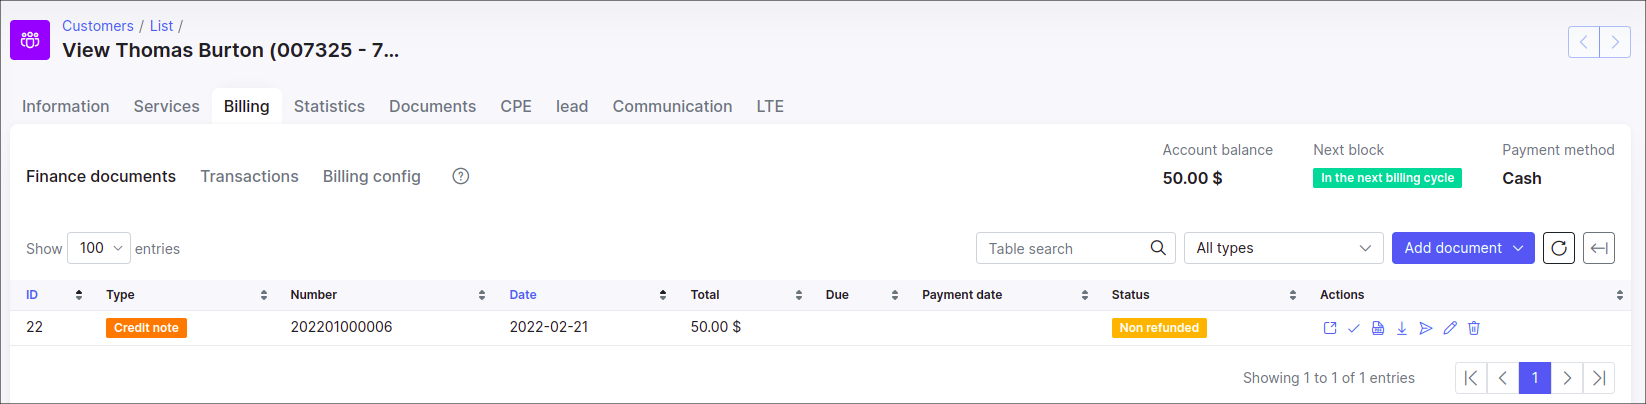 Customers / List /
View Thomas Burton (007325 - 7...
Information Services Billing Statistics Documents CPE lead Communication LTE
Account balance Next block Payment method
Finance documents Transactions Billing config ?
50.00 $ In the next billing cycle Cash
Show 100 entries Table search All types Add document
ID Type Number Date Total Due Payment date Status Actions
22 Credit note 202201000006 2022-02-21 50.00 $ Non refunded
Showing 1 to 1 of 1 entries 1